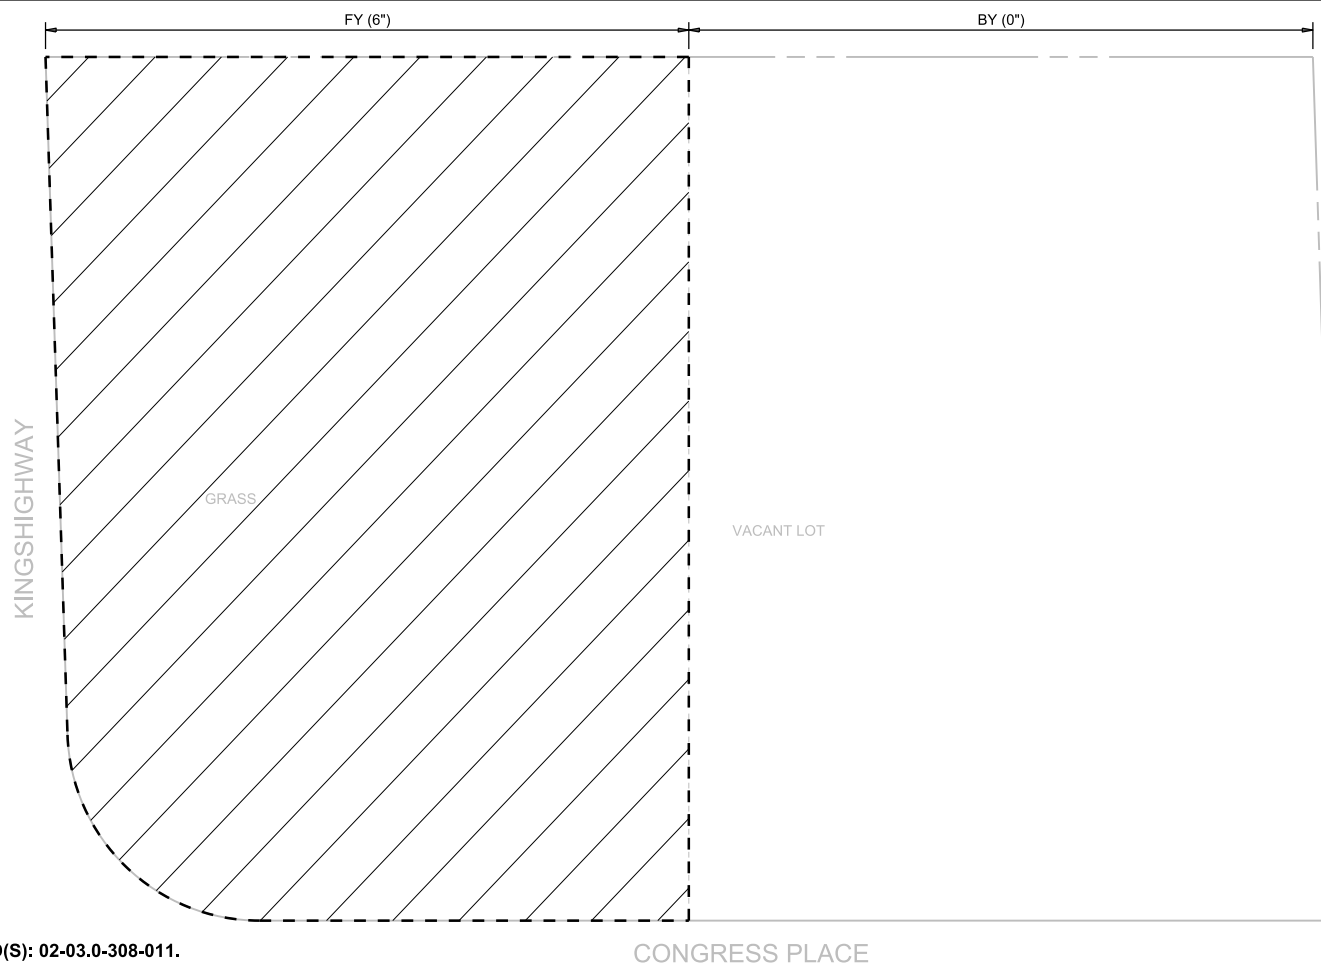 FY (6")
BY (0")
KINGSHIGHWAY
GRASS
VACANT LOT
(S): 02-03.0-308-011.
CONGRESS PLACE